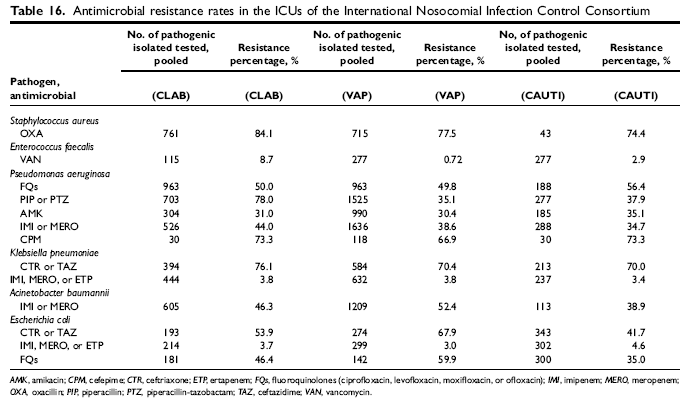 Table 16. Antimicrobial resistance rates in the ICUs of the International Nosocomial Infection Control Consortium
No. of pathogenic isolated tested, pooled Resistance percentage, % No. of pathogenic isolated tested, pooled Resistance percentage, % No, of pathogenic isolated tested, pooled Resistance percentage, %
Pathogen, antimicrobial (CLAB) (CLAB) (VAP) (VAP) (CAUTI) (CAUTI)
Staphylococcus aureus
OXA 761 84.1 715 77.5 43 74.4
Enterococcus faecalis
VAN 115 8.7 277 0.72 277 2.9
Pseudomonas aeruginosa
FQs 963 50.0 963 49.8 188 56.4
PIP or PTZ 703 78.0 1525 35.1 277 37.9
AMK 304 31.0 990 30.4 185 35.1
IMI or MERO 526 44.0 1636 38.6 288 34.7
CPM 30 73.3 118 66.9 30 73.3
Klebsiella pneumoniae
CTR or TAZ 394 76.1 584 70.4 213 70.0
IMI, MERO, or ETP 444 3.8 632 3.8 237 3.4
Acinetobacter baumannii
IMI or MERO 605 46.3 1209 52.4 113 38.9
Escherichia coli
CTR or TAZ 193 53.9 274 67.9 343 41.7
IMI, MERO, or ETP 214 3.7 299 3.0 302 4.6
FQs 181 46.4 142 59.9 300 35.0
AMK, amikacin; CPM, cefepime; CTR, ceftriaxone; ETP, ertapenem; FQs, fluoroquinolones (ciprofloxacin, levofloxacin, moxifloxacin, or ofloxacin); IMI, imipenem; MERO, meropenem;
OXA, oxacillin; PIP, piperacillin; PTZ, piperacillin-tazobactam; TAZ, ceftazidime; VAN, vancomycin.